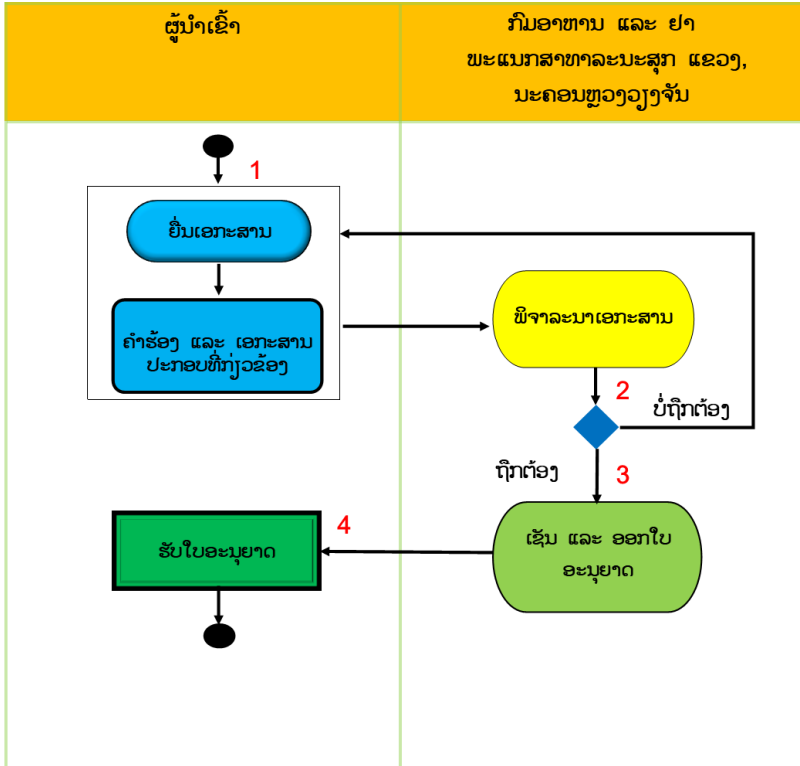 ຜູ້ນຳເຂົ້າ
ກົມອາຫານ ແລະ ຢາ
ພະແນກສາທາລະນະສຸກ ແຂວງ,
ນະຄອນຫຼວງວຽງຈັນ
1
ຍື່ນເອກະສານ
ຄຳຮ້ອງ ແລະ ເອກະສານ
ປະກອບທີ່ກ່ຽວຂ້ອງ
ພິຈາລະນາເອກະສານ
2
ບໍ່ຖືກຕ້ອງ
ຖືກຕ້ອງ
3
ເຊັນ ແລະ ອອກໃບ
ອະນຸຍາດ
4
ຮັບໃບອະນຸຍາດ